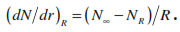 (dN/dr)_R = (N_∞ − N_R)/R .